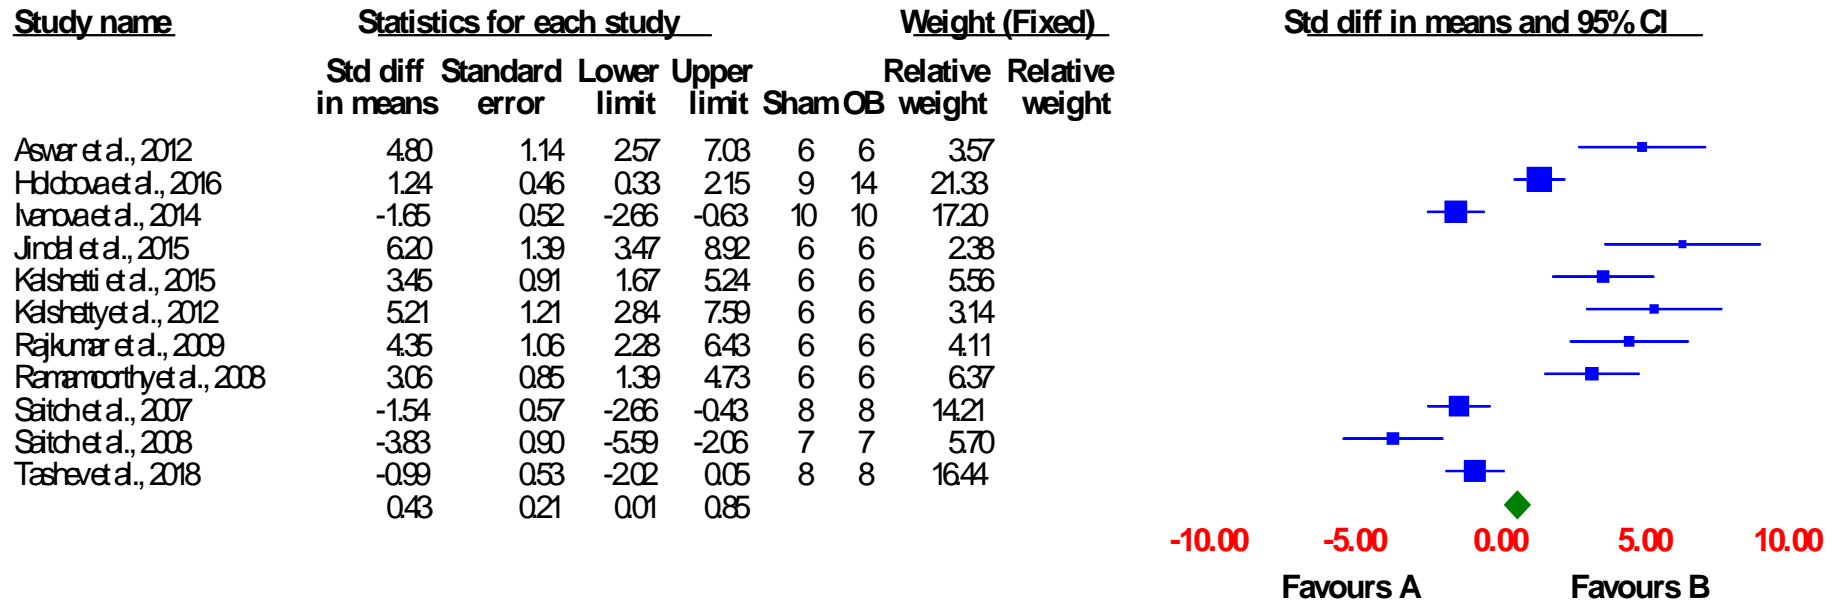 Study name Statistics for each study Weight (Fixed) Std diff in means and 95% CI
Std diff Standard Lower Upper Relative Relative
in means error limit limit Sham OB weight weight
Aswar et al., 2012 4.80 1.14 2.57 7.03 6 6 3.57
Holobova et al., 2016 1.24 0.46 0.33 2.15 9 14 21.33
Ivanova et al., 2014 -1.65 0.52 -2.66 -0.63 10 10 17.20
Jindal et al., 2015 6.20 1.39 3.47 8.92 6 6 2.38
Kalshetti et al., 2015 3.45 0.91 1.67 5.24 6 6 5.56
Kalshetty et al., 2012 5.21 1.21 2.84 7.59 6 6 3.14
Rajkumar et al., 2009 4.35 1.06 2.28 6.43 6 6 4.11
Ramamoorthy et al., 2008 3.06 0.85 1.39 4.73 6 6 6.37
Saitoh et al., 2007 -1.54 0.57 -2.66 -0.43 8 8 14.21
Saitoh et al., 2008 -3.83 0.90 -5.59 -2.06 7 7 5.70
Tashev et al., 2018 -0.99 0.53 -2.02 0.05 8 8 16.44
0.43 0.21 0.01 0.85
-10.00 -5.00 0.00 5.00 10.00
Favours A Favours B